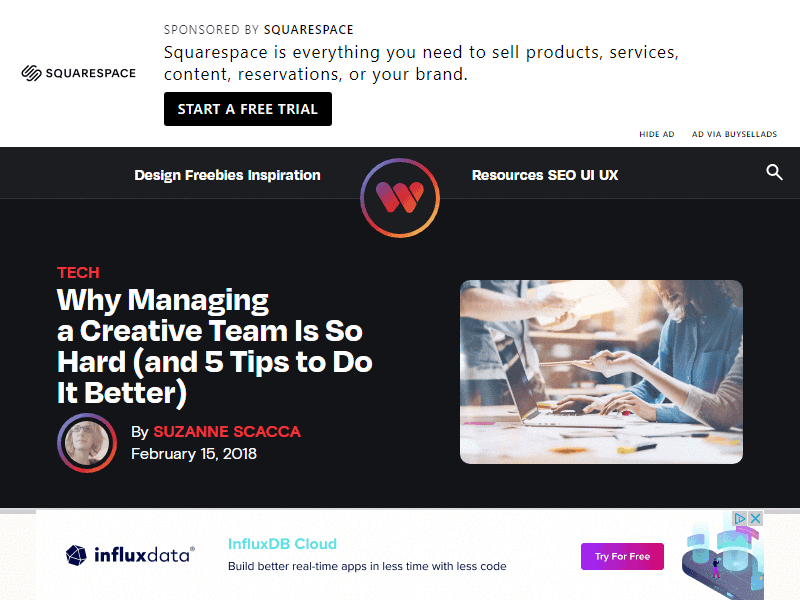 SPONSORED BY SQUARESPACE
Squarespace is everything you need to sell products, services,
content, reservations, or your brand.
SQUARESPACE
START A FREE TRIAL
HIDE AD AD VIA BUYSELLADS
Design Freebies Inspiration
Resources SEO UI UX
TECH
Why Managing
a Creative Team Is So
Hard (and 5 Tips to Do
It Better)
By SUZANNE SCACCA
February 15, 2018
influxdata®
InfluxDB Cloud
Build better real-time apps in less time with less code
Try For Free